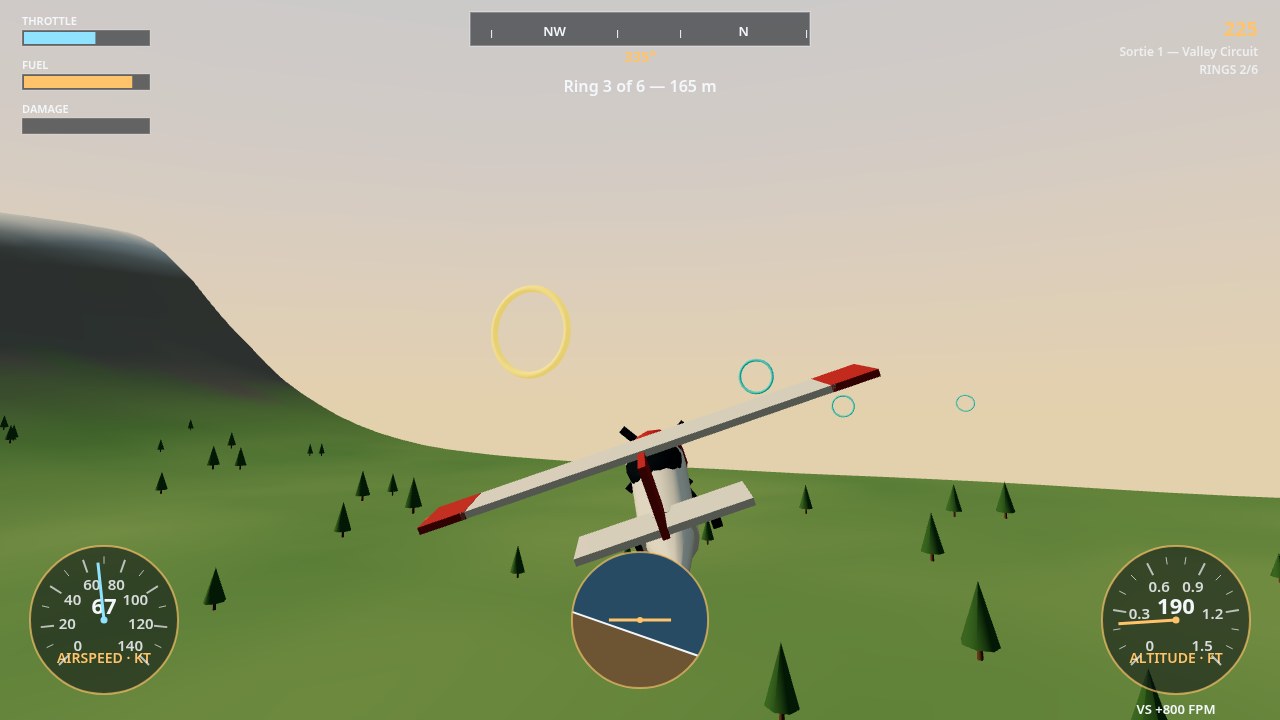 THROTTLE
FUEL
DAMAGE
NW N
Ring 3 of 6 — 165 m
225
Sortie 1 — Valley Circuit
RINGS 2/6
0 20 40 60 80 100 120 140
67
AIRSPEED · KT
0 0.3 0.6 0.9 1.2 1.5
190
ALTITUDE · FT
VS +800 FPM